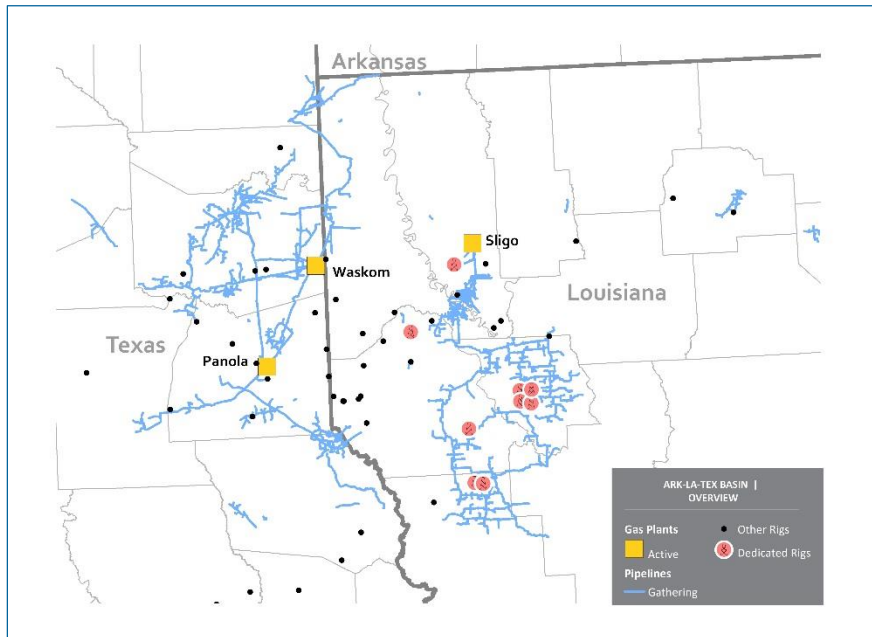 Arkansas
Sligo
Waskom
Louisiana
Texas
Panola
ARK-LA-TEX BASIN |
OVERVIEW
Gas Plants
Active
Pipelines
Gathering
Other Rigs
Dedicated Rigs